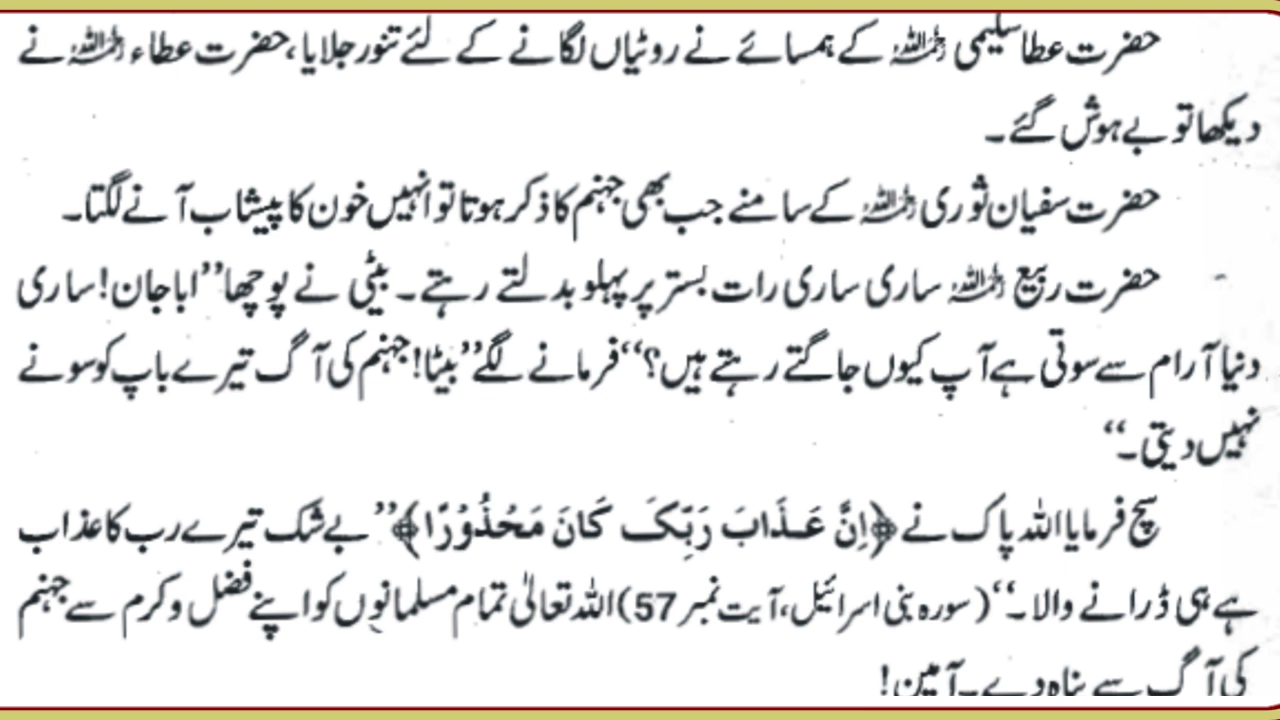 حضرت عطا سلیمی رحمۃ اللہ علیہ کے ہمسائے نے روٹیاں لگانے کے لئے تنور جلایا، حضرت عطاء رحمۃ اللہ علیہ نے
دیکھا تو بے ہوش گئے۔
حضرت سفیان ثوری رحمۃ اللہ علیہ کے سامنے جب بھی جہنم کا ذکر ہوتا تو انہیں خون کا پیشاب آنے لگتا۔
حضرت ربیع رحمۃ اللہ علیہ ساری ساری رات بستر پر پہلو بدلتے رہتے۔ بیٹی نے پوچھا ’’ابا جان! ساری
دنیا آرام سے سوتی ہے آپ کیوں جاگتے رہتے ہیں؟‘‘ فرمانے لگے ’’بیٹا! جہنم کی آگ تیرے باپ کو سونے
نہیں دیتی۔‘‘
سچ فرمایا اللہ پاک نے ﴿اِنَّ عَذَابَ رَبِّکَ کَانَ مَحْذُوْرًا﴾ ’’بے شک تیرے رب کا عذاب
ہے ہی ڈرانے والا۔‘‘ (سورہ بنی اسرائیل، آیت نمبر 57) اللہ تعالیٰ تمام مسلمانوں کو اپنے فضل و کرم سے جہنم
کی آگ سے پناہ دے۔ آمین!